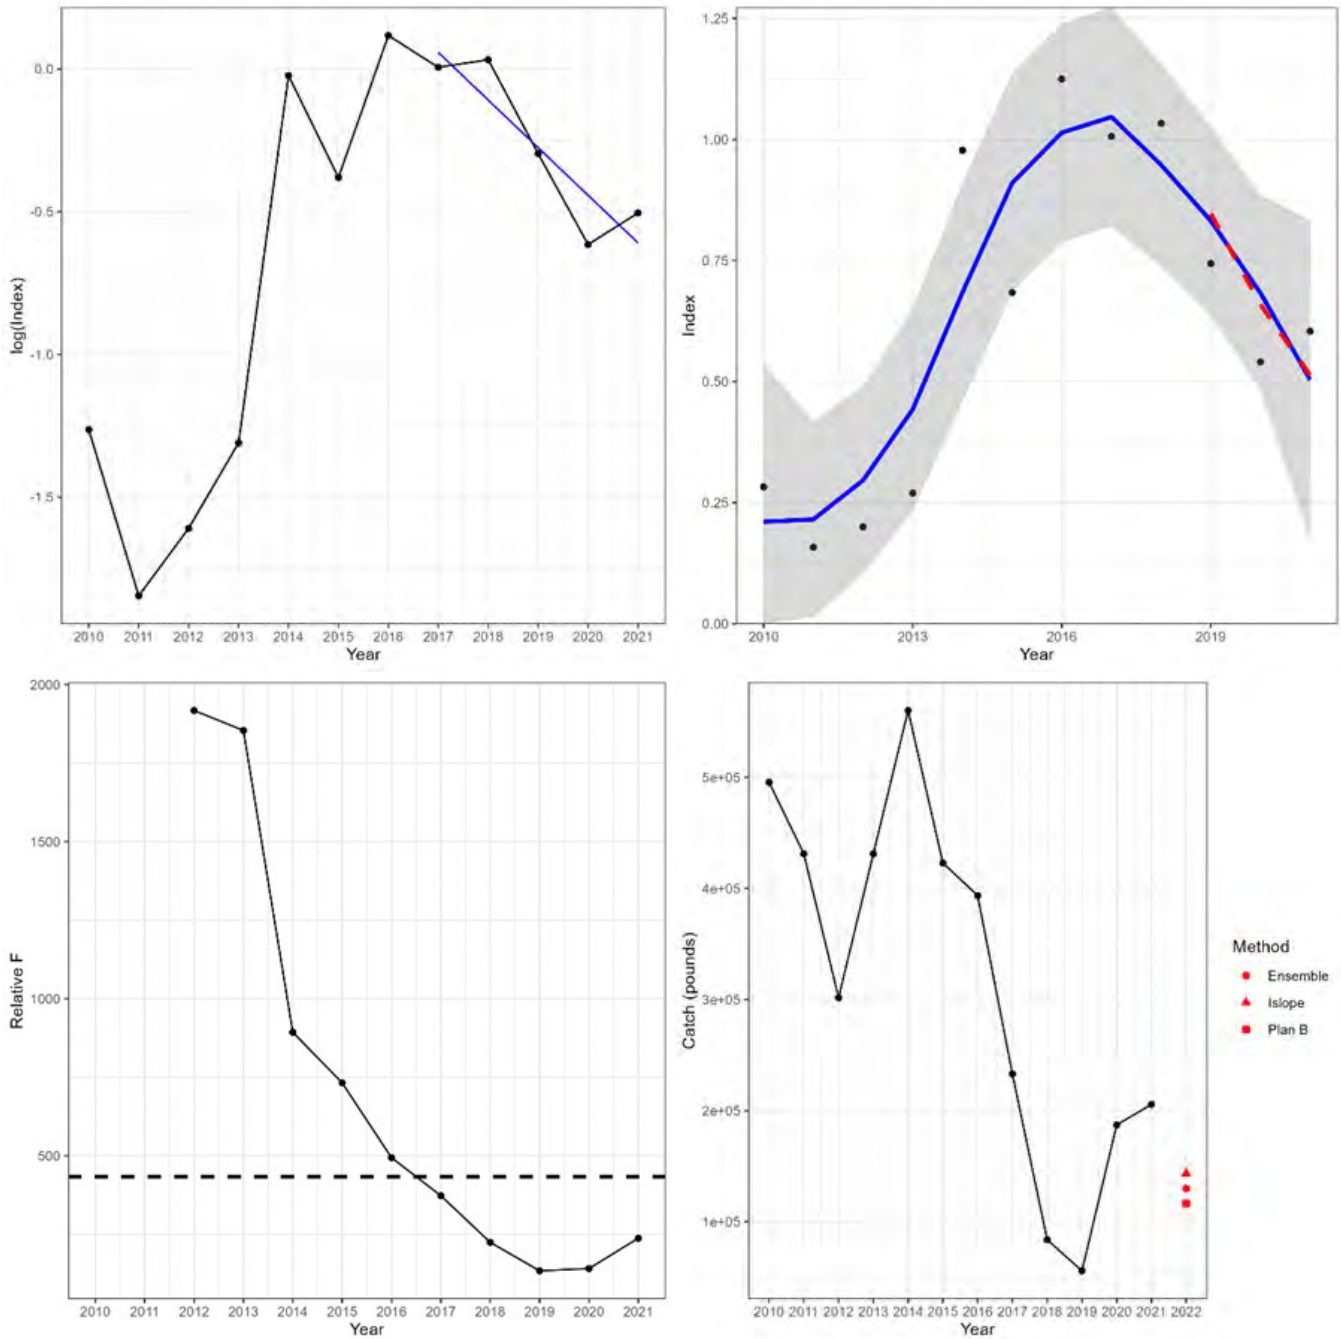 log(Index)
0.0
-0.5
-1.0
-1.5
2010 2011 2012 2013 2014 2015 2016 2017 2018 2019 2020 2021
Year
Index
1.25
1.00
0.75
0.50
0.25
0.00
2010 2013 2016 2019
Year
Relative F
2000
1500
1000
500
2010 2011 2012 2013 2014 2015 2016 2017 2018 2019 2020 2021
Year
Catch (pounds)
5e+05
4e+05
3e+05
2e+05
1e+05
2010 2011 2012 2013 2014 2015 2016 2017 2018 2019 2020 2021 2022
Year
Method
Ensemble
Islope
Plan B